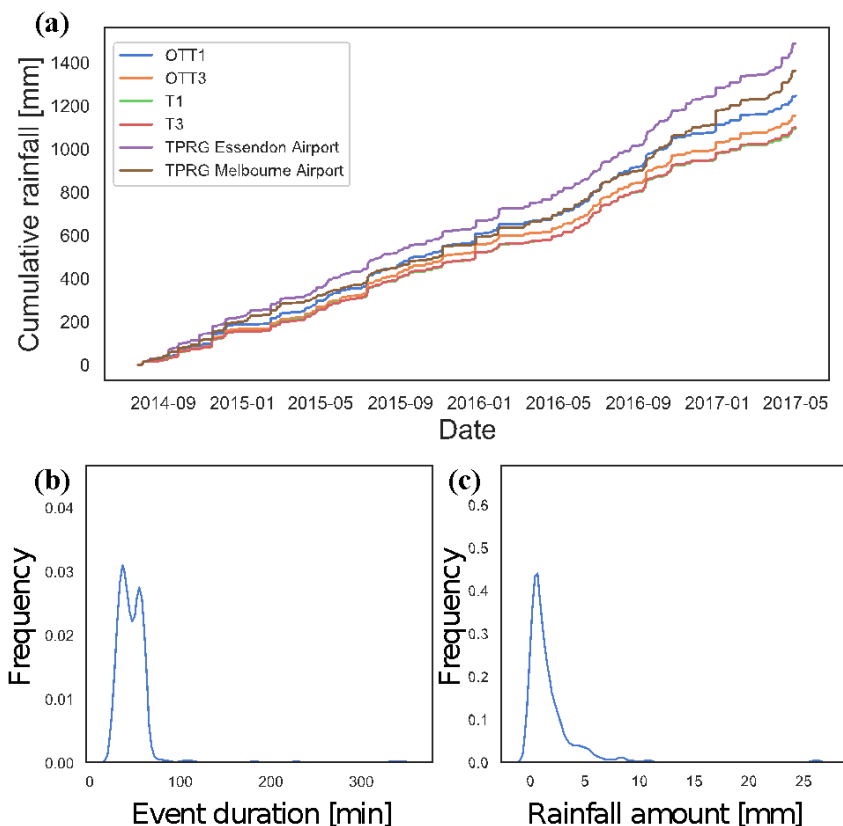 (a)
OTT1
OTT3
T1
T3
TPRG Essendon Airport
TPRG Melbourne Airport
Cumulative rainfall [mm]
1400
1200
1000
800
600
400
200
0
2014-09 2015-01 2015-05 2015-09 2016-01 2016-05 2016-09 2017-01 2017-05
Date
(b)
Frequency
0.04
0.03
0.02
0.01
0.00
0 100 200 300
Event duration [min]
(c)
Frequency
0.6
0.5
0.4
0.3
0.2
0.1
0.0
0 5 10 15 20 25
Rainfall amount [mm]